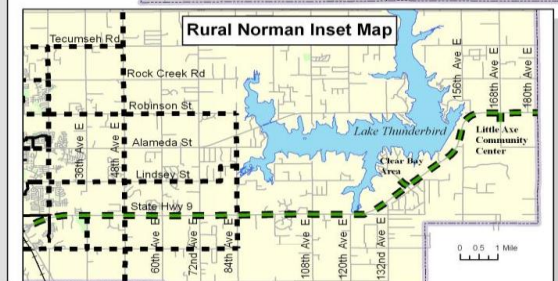 Rural Norman Inset Map
Tecumseh Rd
Rock Creek Rd
Robinson St
Alameda St
Lindsey St
State Hwy 9
36th Ave E
48th Ave E
60th Ave E
72nd Ave E
84th Ave E
108th Ave E
120th Ave E
132nd Ave E
156th Ave E
168th Ave E
180th Ave E
Lake Thunderbird
Clear Bay
Area
Little Axe
Community
Center
0 0.5 1 Mile